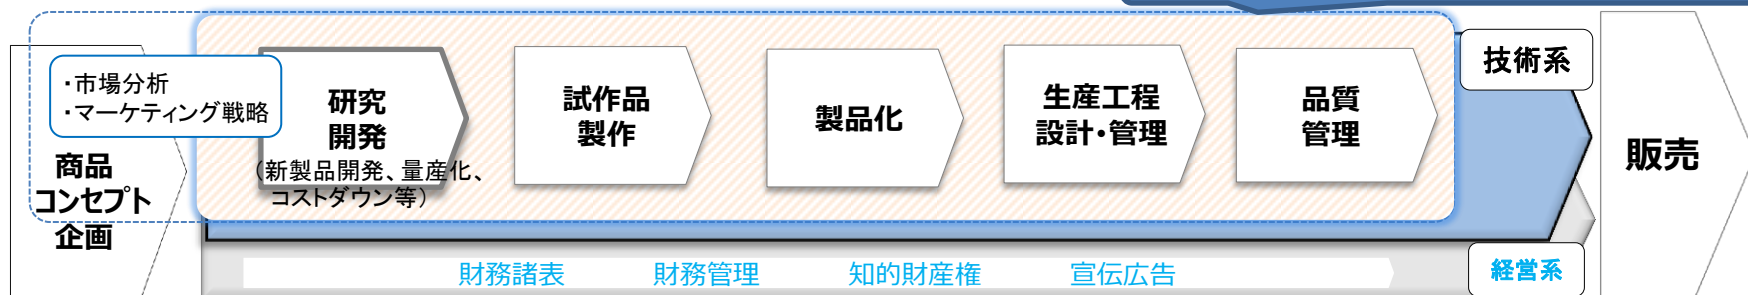 ・市場分析
・マーケティング戦略
商品
コンセプト
企画
研究
開発
(新製品開発、量産化、
コストダウン等)
試作品
製作
製品化
生産工程
設計・管理
品質
管理
技術系
販売
財務諸表
財務管理
知的財産権
宣伝広告
経営系